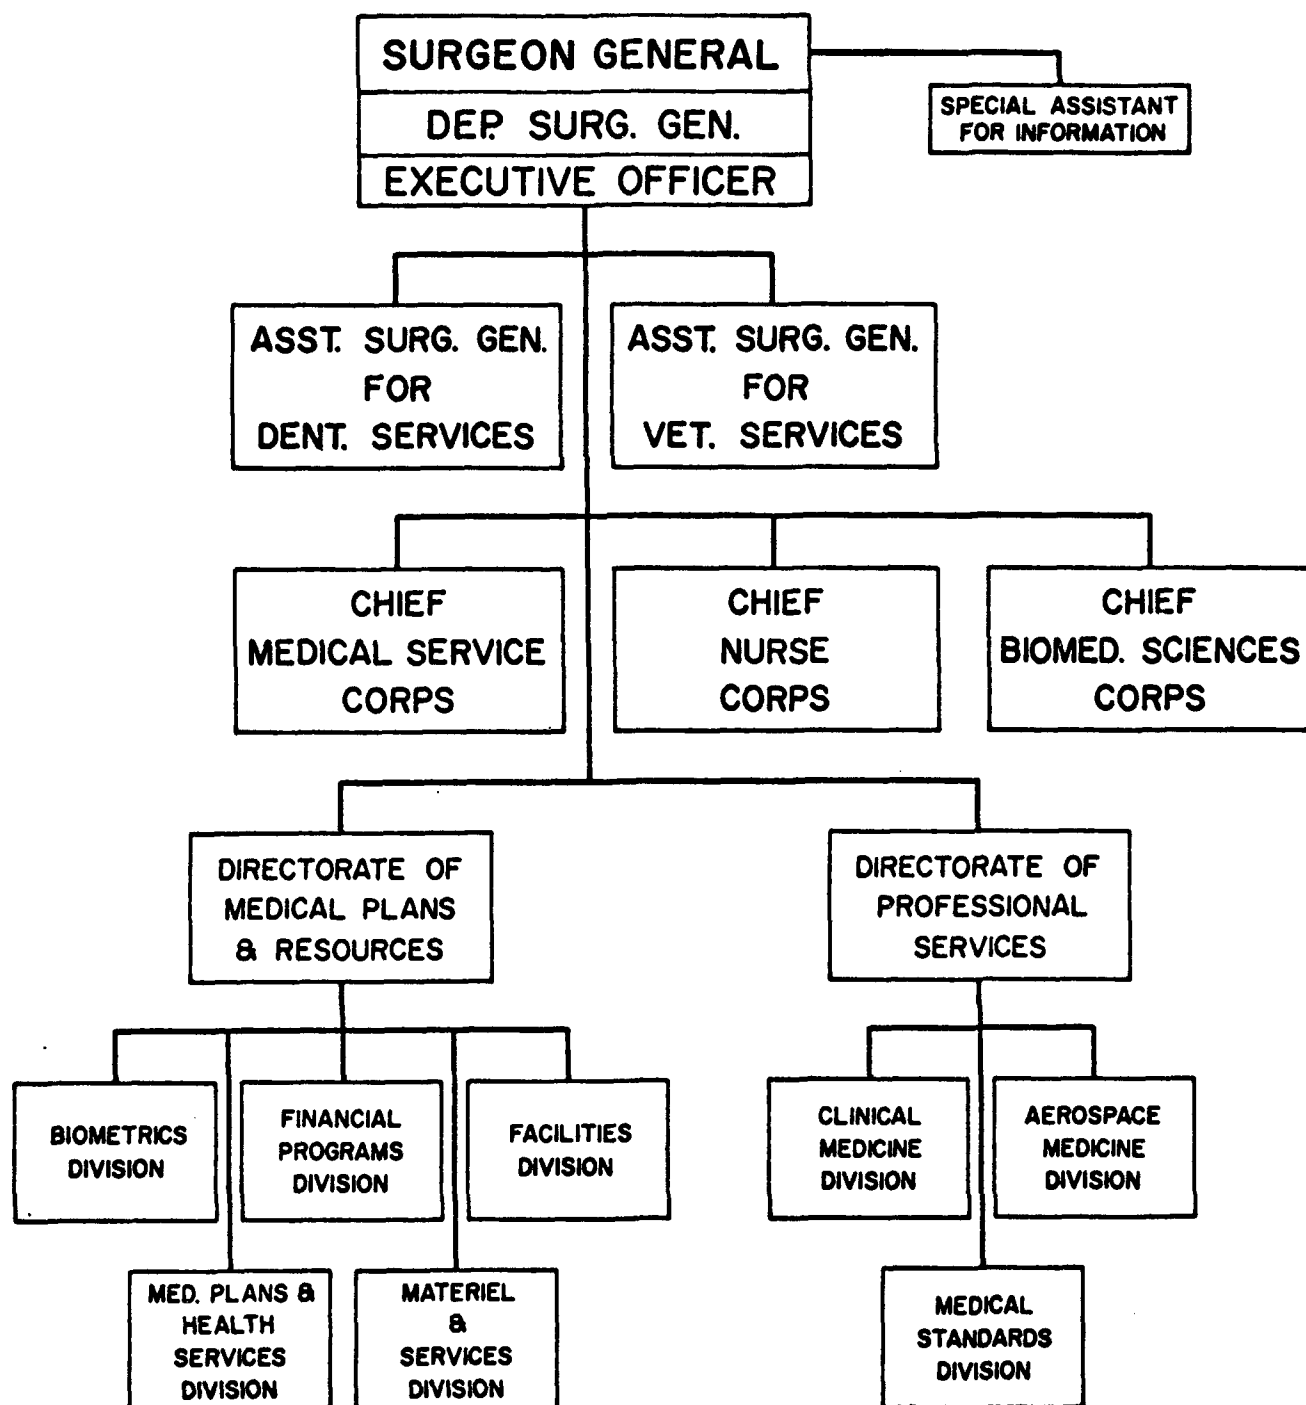 SURGEON GENERAL
DEP. SURG. GEN.
EXECUTIVE OFFICER
SPECIAL ASSISTANT
FOR INFORMATION
ASST. SURG. GEN.
FOR
DENT. SERVICES
ASST. SURG. GEN.
FOR
VET. SERVICES
CHIEF
MEDICAL SERVICE
CORPS
CHIEF
NURSE
CORPS
CHIEF
BIOMED. SCIENCES
CORPS
DIRECTORATE OF
MEDICAL PLANS
& RESOURCES
DIRECTORATE OF
PROFESSIONAL
SERVICES
BIOMETRICS
DIVISION
FINANCIAL
PROGRAMS
DIVISION
FACILITIES
DIVISION
CLINICAL
MEDICINE
DIVISION
AEROSPACE
MEDICINE
DIVISION
MED. PLANS &
HEALTH
SERVICES
DIVISION
MATERIEL
&
SERVICES
DIVISION
MEDICAL
STANDARDS
DIVISION